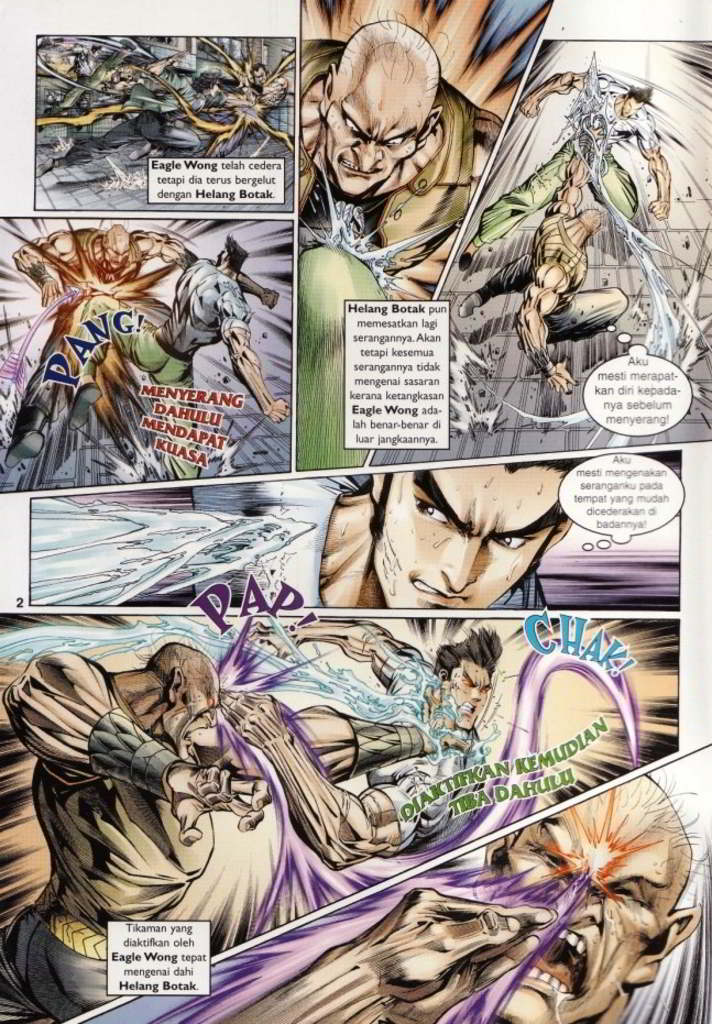 Eagle Wong telah cedera
tetapi dia terus bergelut
dengan Helang Botak.
Helang Botak pun
memesatkan lagi
serangannya. Akan
tetapi kesemua
serangannya tidak
mengenai sasaran
kerana ketangkasan
Eagle Wong ada-
lah benar-benar di
luar jangkaannya.
Aku
mesti merapat-
kan diri kepada-
nya sebelum
menyerang!
PANG!
MENYERANG
DAHULU
MENDAPAT
KUASA
Aku
mesti mengenakan
seranganku pada
tempat yang mudah
dicederakan di
badannya!
2
PAP!
CHAK!
DIAKTIFKAN KEMUDIAN
TIBA DAHULU
Tikaman yang
diaktifkan oleh
Eagle Wong tepat
mengenai dahi
Helang Botak.